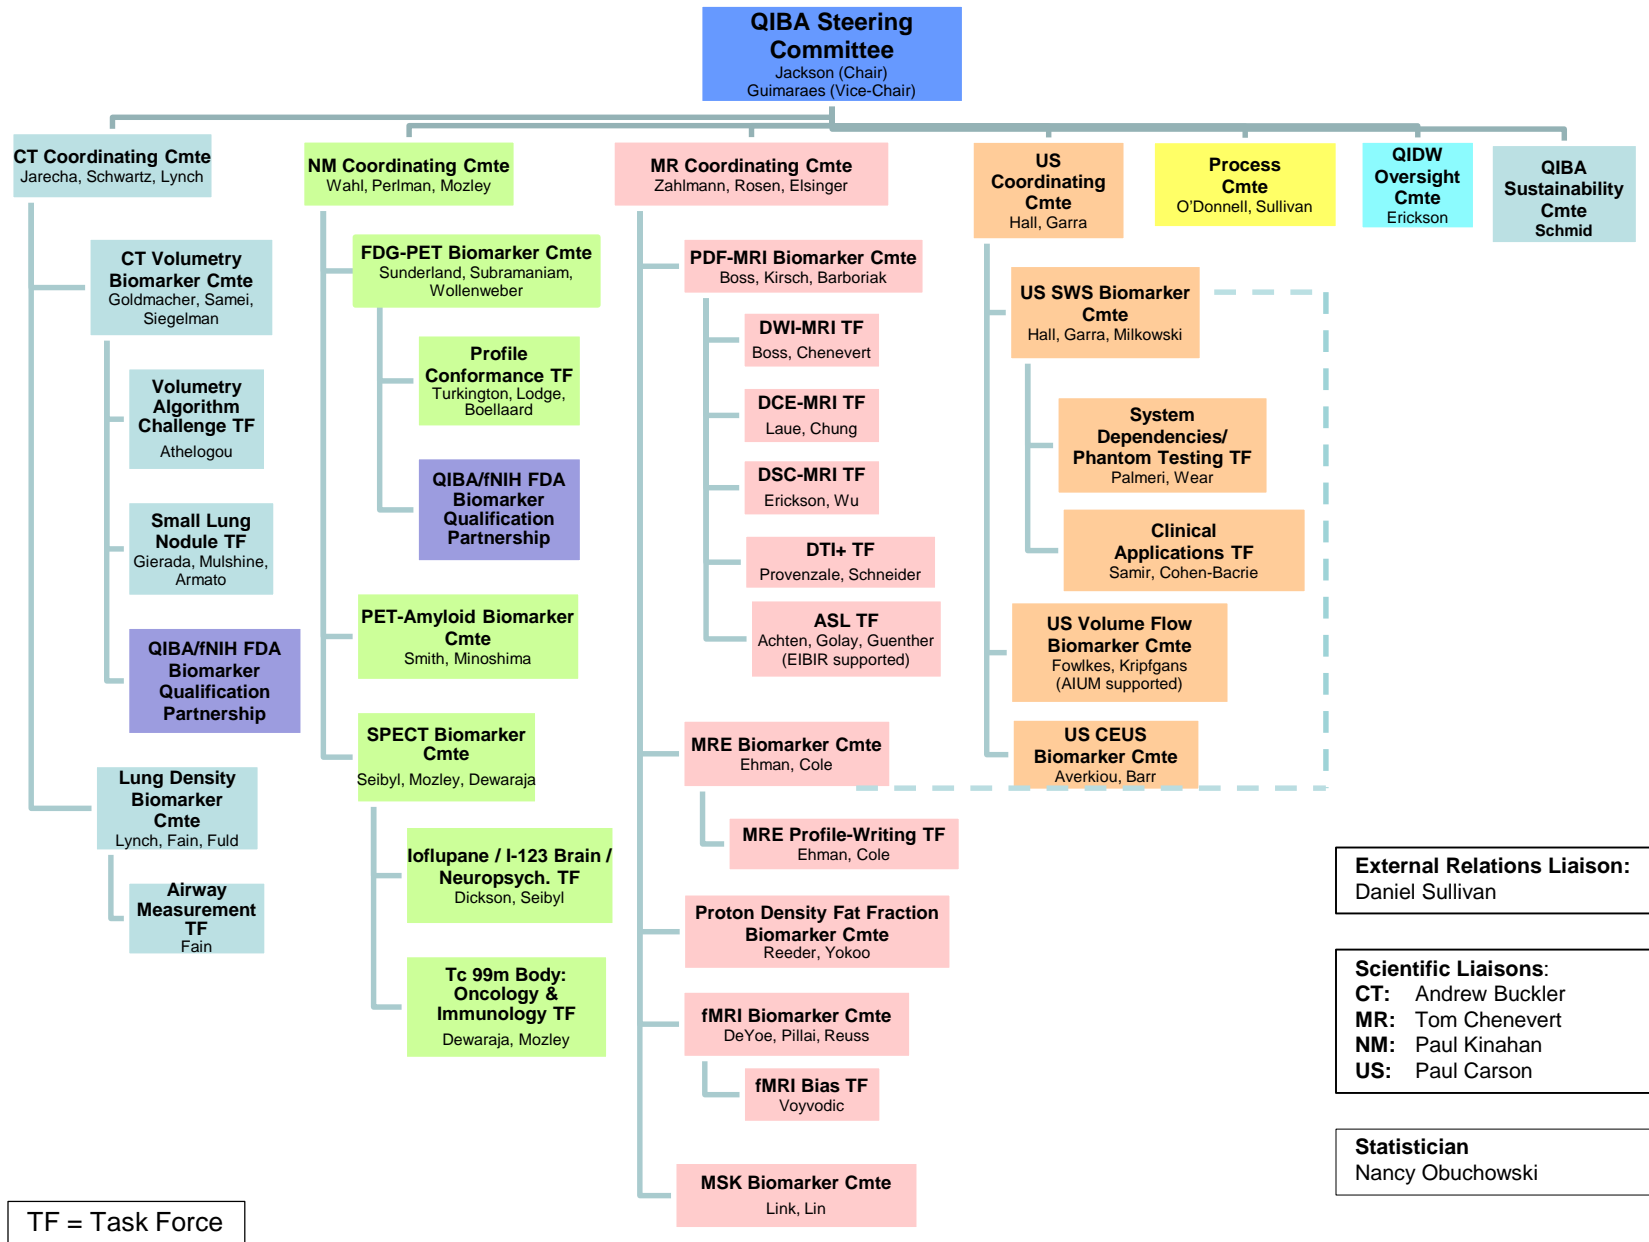 QIBA Steering
Committee
Jackson (Chair)
Guimaraes (Vice-Chair)
CT Coordinating Cmte
Jarecha, Schwartz, Lynch
CT Volumetry
Biomarker Cmte
Goldmacher, Samei,
Siegelman
Volumetry
Algorithm
Challenge TF
Athelogou
Small Lung
Nodule TF
Gierada, Mulshine,
Armato
QIBA/fNIH FDA
Biomarker
Qualification
Partnership
Lung Density
Biomarker
Cmte
Lynch, Fain, Fuld
Airway
Measurement
TF
Fain
NM Coordinating Cmte
Wahl, Perlman, Mozley
FDG-PET Biomarker Cmte
Sunderland, Subramaniam,
Wollenweber
Profile
Conformance TF
Turkington, Lodge,
Boellaard
QIBA/fNIH FDA
Biomarker
Qualification
Partnership
PET-Amyloid Biomarker
Cmte
Smith, Minoshima
SPECT Biomarker
Cmte
Seibyl, Mozley, Dewaraja
Ioflupane / I-123 Brain /
Neuropsych. TF
Dickson, Seibyl
Tc 99m Body:
Oncology &
Immunology TF
Dewaraja, Mozley
MR Coordinating Cmte
Zahlmann, Rosen, Elsinger
PDF-MRI Biomarker Cmte
Boss, Kirsch, Barboriak
DWI-MRI TF
Boss, Chenevert
DCE-MRI TF
Laue, Chung
DSC-MRI TF
Erickson, Wu
DTI+ TF
Provenzale, Schneider
ASL TF
Achten, Golay, Guenther
(EIBIR supported)
MRE Biomarker Cmte
Ehman, Cole
MRE Profile-Writing TF
Ehman, Cole
Proton Density Fat Fraction
Biomarker Cmte
Reeder, Yokoo
fMRI Biomarker Cmte
DeYoe, Pillai, Reuss
fMRI Bias TF
Voyvodic
MSK Biomarker Cmte
Link, Lin
US
Coordinating
Cmte
Hall, Garra
US SWS Biomarker
Cmte
Hall, Garra, Milkowski
System
Dependencies/
Phantom Testing TF
Palmeri, Wear
Clinical
Applications TF
Samir, Cohen-Bacrie
US Volume Flow
Biomarker Cmte
Fowlkes, Kripfgans
(AIUM supported)
US CEUS
Biomarker Cmte
Averkiou, Barr
Process
Cmte
O’Donnell, Sullivan
QIDW
Oversight
Cmte
Erickson
QIBA
Sustainability
Cmte
Schmid
External Relations Liaison:
Daniel Sullivan
Scientific Liaisons:
CT: Andrew Buckler
MR: Tom Chenevert
NM: Paul Kinahan
US: Paul Carson
Statistician
Nancy Obuchowski
TF = Task Force